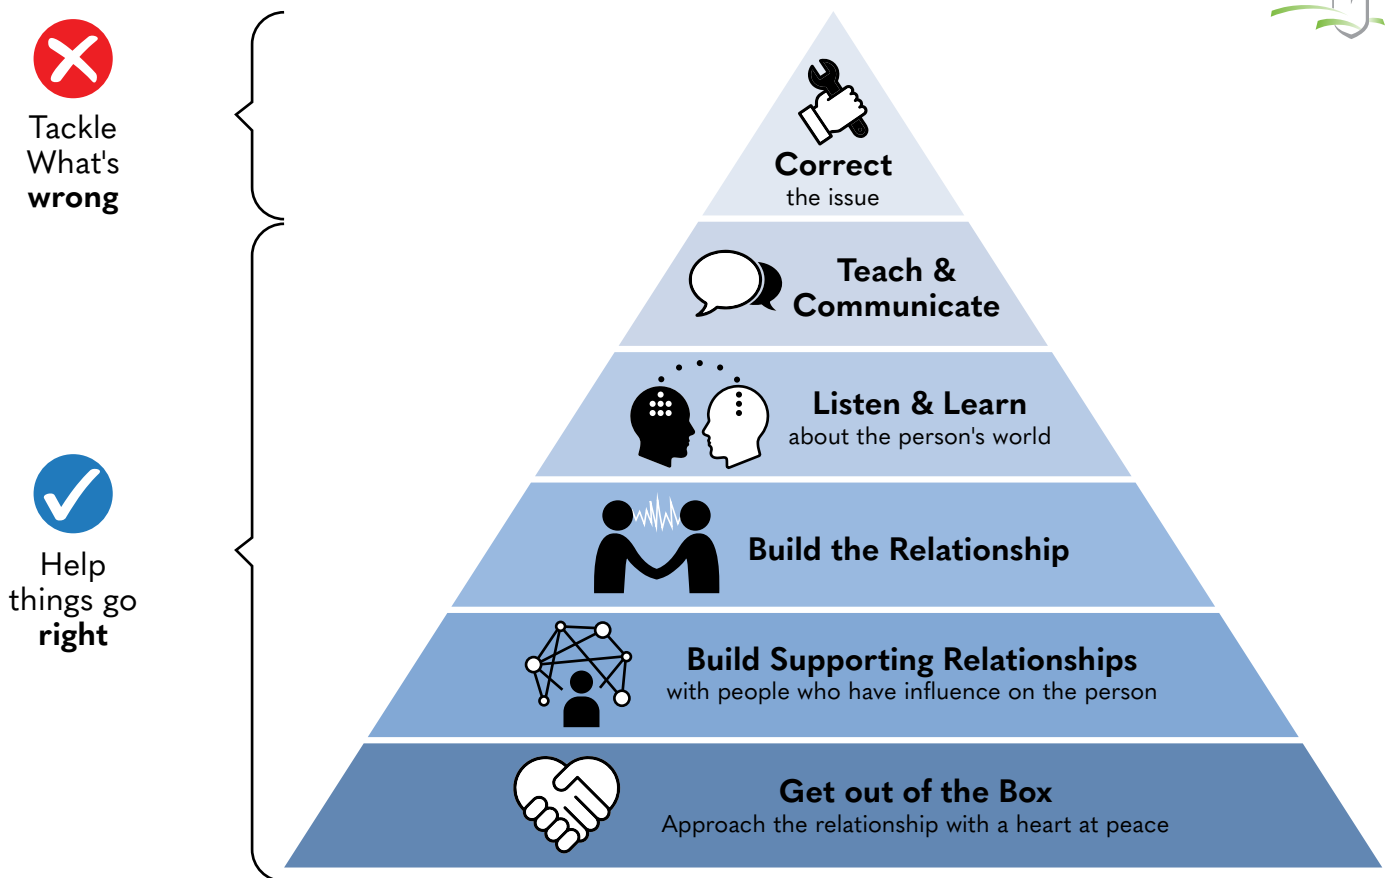 Tackle
What's
wrong
Correct
the issue
Teach &
Communicate
Listen & Learn
about the person's world
Build the Relationship
Help
things go
right
Build Supporting Relationships
with people who have influence on the person
Get out of the Box
Approach the relationship with a heart at peace